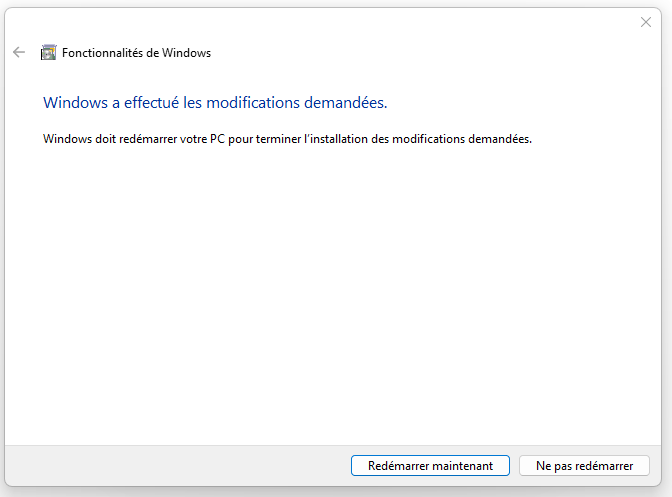 Fonctionnalités de Windows
Windows a effectué les modifications demandées.
Windows doit redémarrer votre PC pour terminer l'installation des modifications demandées.
Redémarrer maintenant
Ne pas redémarrer